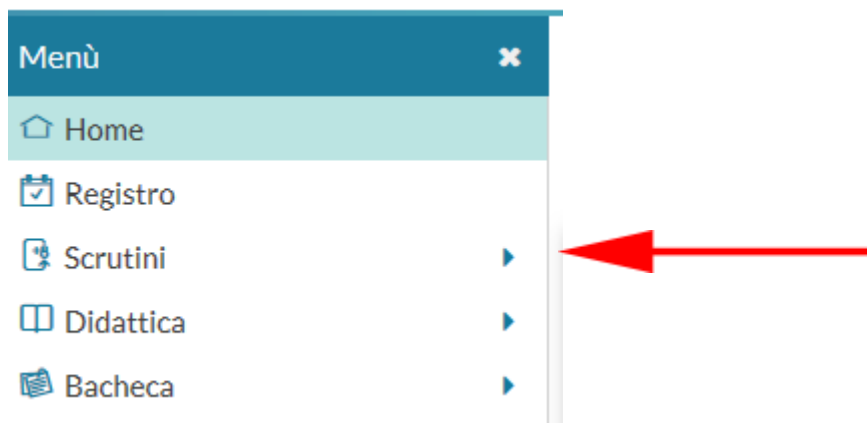 Menù
Home
Registro
Scrutini
Didattica
Bacheca